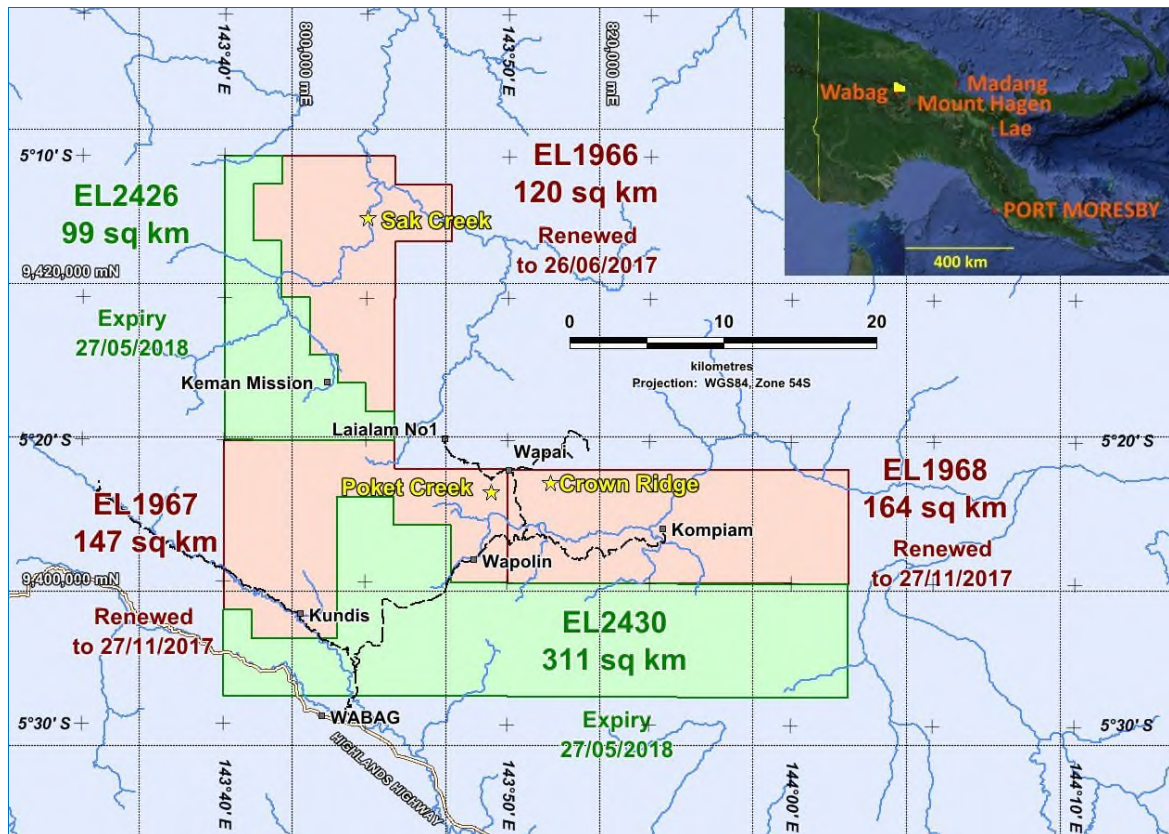 143°40' E
800,000 mE
143°50' E
820,000 mE
Wabag
Madang
Mount Hagen
Lae
PORT MORESBY
400 km
5°10' S
EL2426
99 sq km
EL1966
120 sq km
Renewed
to 26/06/2017
Sak Creek
9,420,000 mN
Expiry
27/05/2018
0 10 20
kilometres
Projection: WGS84, Zone 54S
Keman Mission
5°20' S
Laialam No1
Wapai
5°20' S
EL1967
147 sq km
Poket Creek
Crown Ridge
EL1968
164 sq km
Kompiam
Wapolin
Renewed
to 27/11/2017
9,400,000 mN
Renewed
to 27/11/2017
Kundis
EL2430
311 sq km
5°30' S
WABAG
Expiry
27/05/2018
5°30' S
HIGHLANDS HIGHWAY
143°40' E
143°50' E
144°00' E
144°10' E